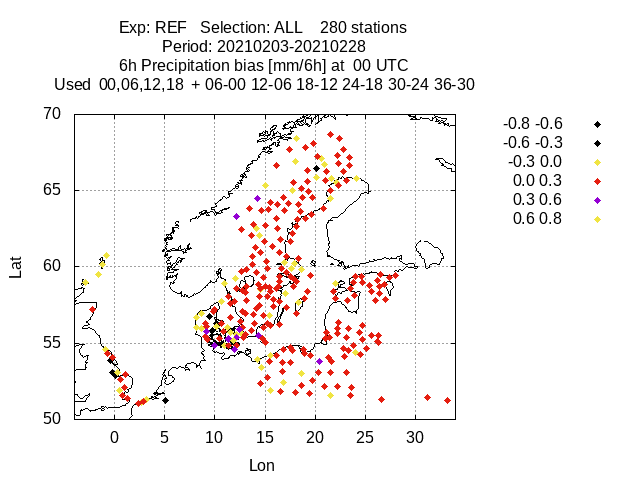 Exp: REF Selection: ALL 280 stations
Period: 20210203-20210228
6h Precipitation bias [mm/6h] at 00 UTC
Used 00,06,12,18 + 06-00 12-06 18-12 24-18 30-24 36-30
-0.8 -0.6
-0.6 -0.3
-0.3 0.0
0.0 0.3
0.3 0.6
0.6 0.8
Lat
70
65
60
55
50
0 5 10 15 20 25 30
Lon